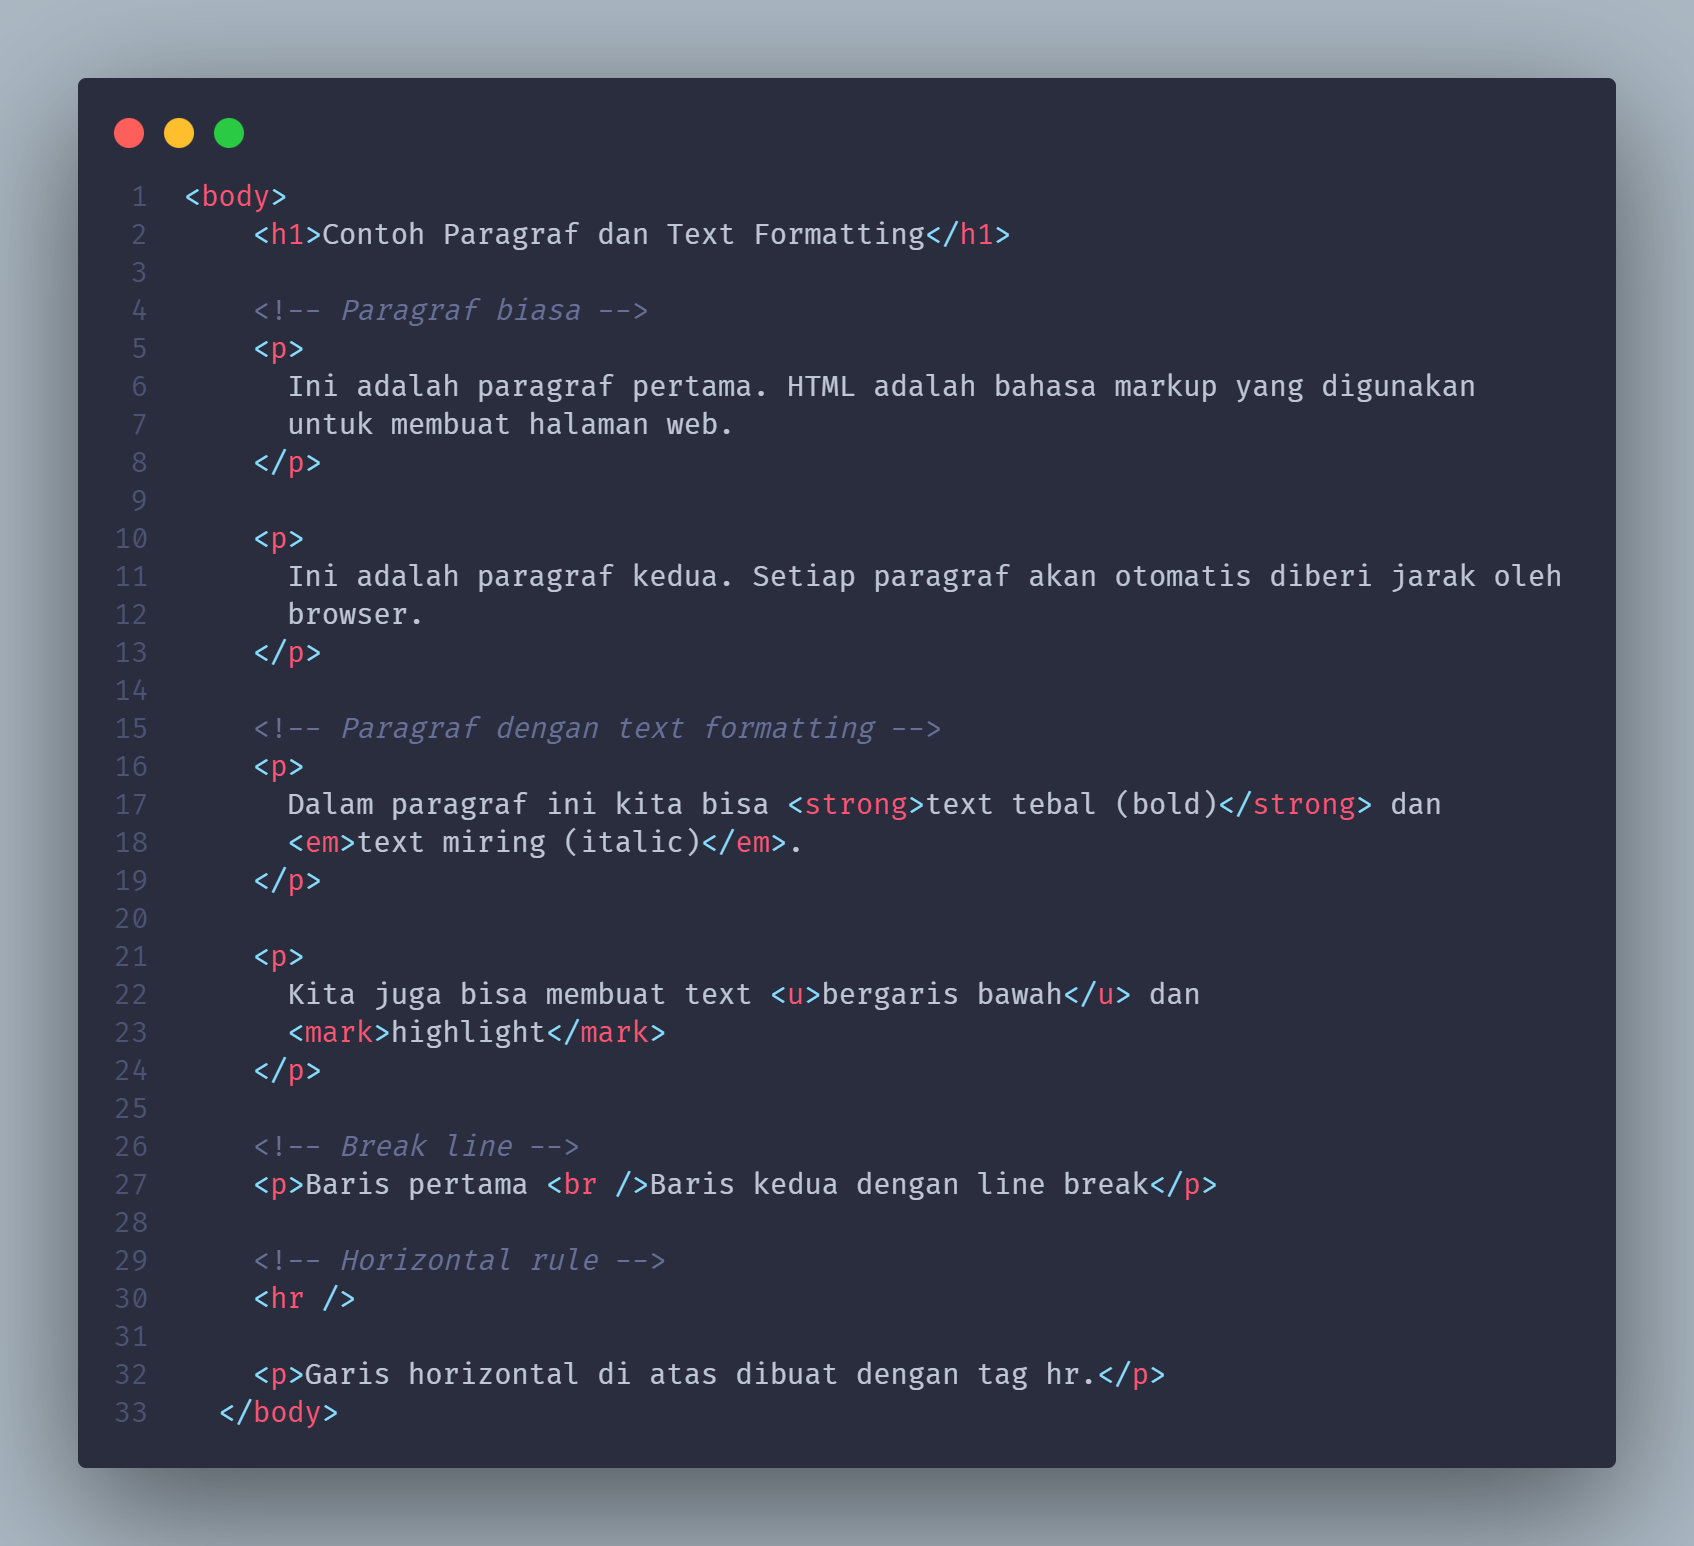 1 <body>
2     <h1>Contoh Paragraf dan Text Formatting</h1>
3
4     <!-- Paragraf biasa -->
5     <p>
6       Ini adalah paragraf pertama. HTML adalah bahasa markup yang digunakan
7       untuk membuat halaman web.
8     </p>
9
10     <p>
11       Ini adalah paragraf kedua. Setiap paragraf akan otomatis diberi jarak oleh
12       browser.
13     </p>
14
15     <!-- Paragraf dengan text formatting -->
16     <p>
17       Dalam paragraf ini kita bisa <strong>text tebal (bold)</strong> dan
18       <em>text miring (italic)</em>.
19     </p>
20
21     <p>
22       Kita juga bisa membuat text <u>bergaris bawah</u> dan
23       <mark>highlight</mark>
24     </p>
25
26     <!-- Break line -->
27     <p>Baris pertama <br />Baris kedua dengan line break</p>
28
29     <!-- Horizontal rule -->
30     <hr />
31
32     <p>Garis horizontal di atas dibuat dengan tag hr.</p>
33   </body>